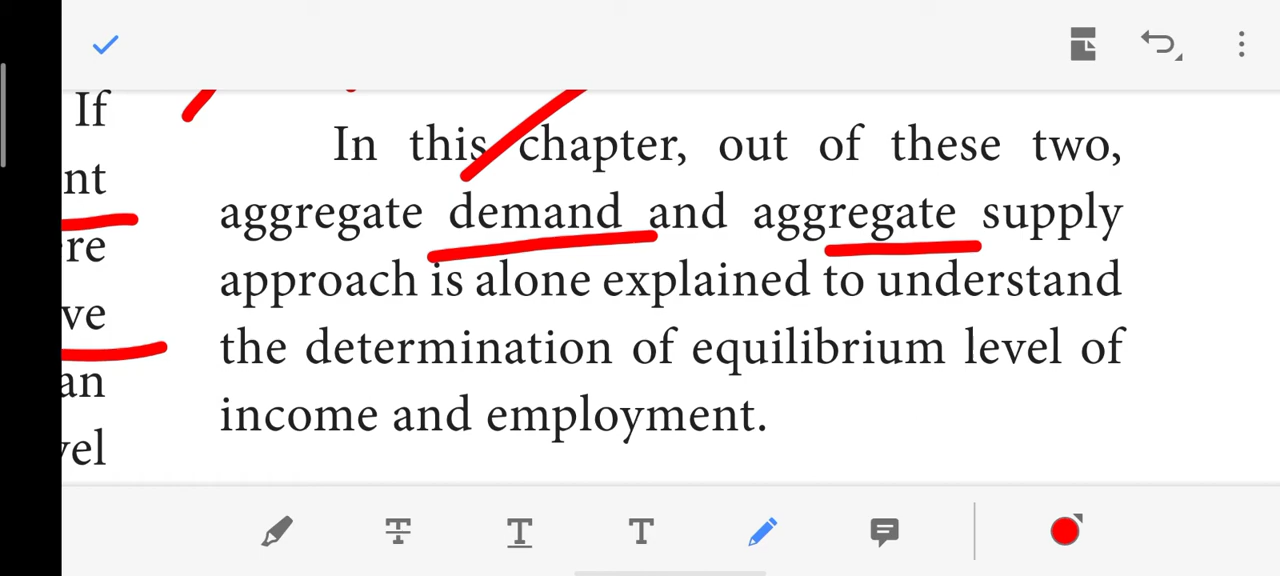 If
nt
re
ve
an
vel
In this chapter, out of these two,
aggregate demand and aggregate supply
approach is alone explained to understand
the determination of equilibrium level of
income and employment.
T
T
T